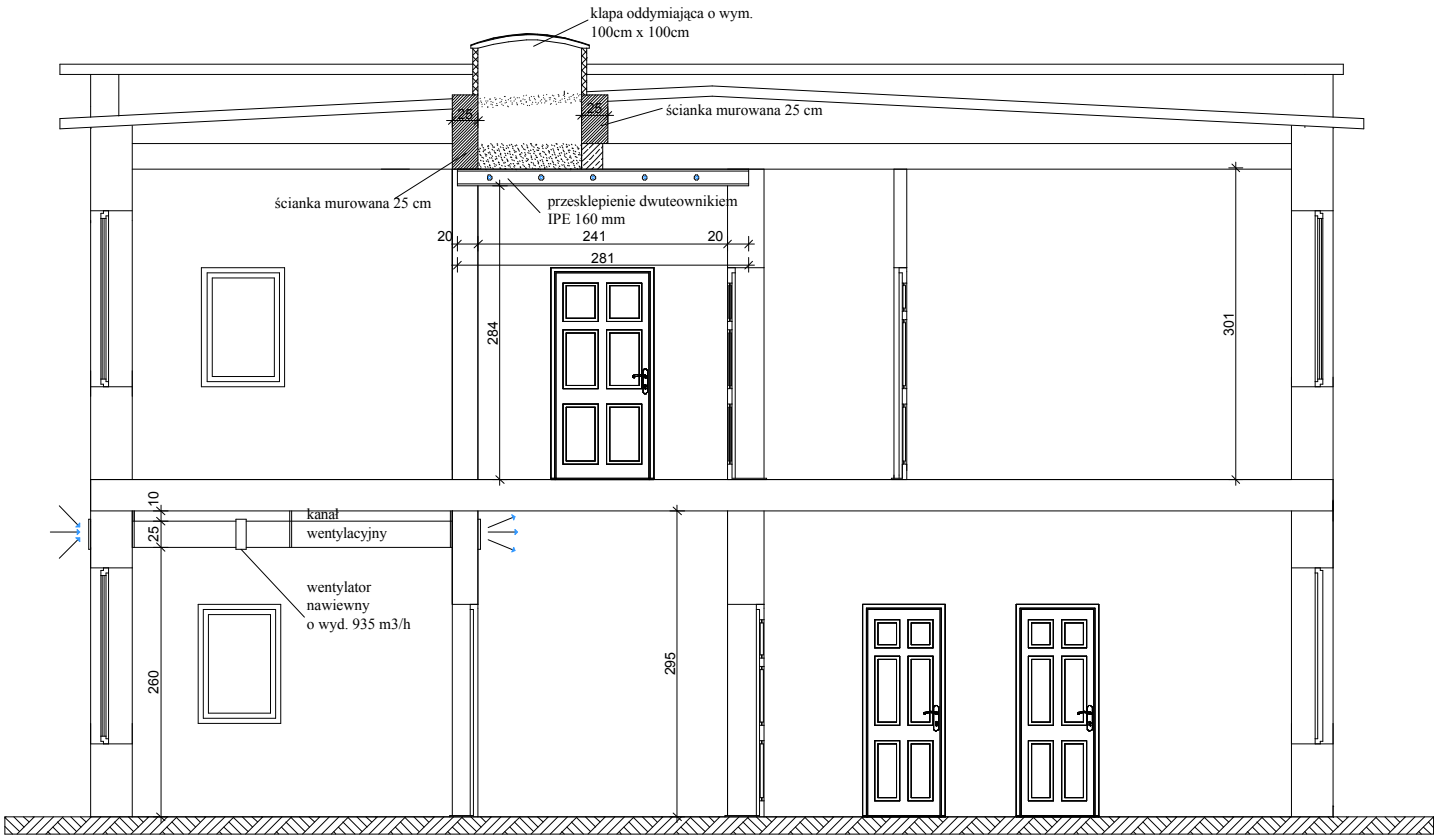 klapa oddymiająca o wym.
100cm x 100cm
25
25
ścianka murowana 25 cm
ścianka murowana 25 cm
przesklepienie dwuteownikiem
IPE 160 mm
20
241
20
281
284
301
10
25
kanał
wentylacyjny
wentylator
nawiewny
o wyd. 935 m3/h
260
295